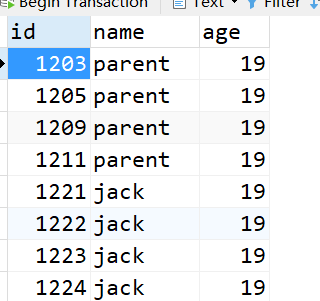 Begin Transaction Text Filter
id name age
1203 parent 19
1205 parent 19
1209 parent 19
1211 parent 19
1221 jack 19
1222 jack 19
1223 jack 19
1224 jack 19